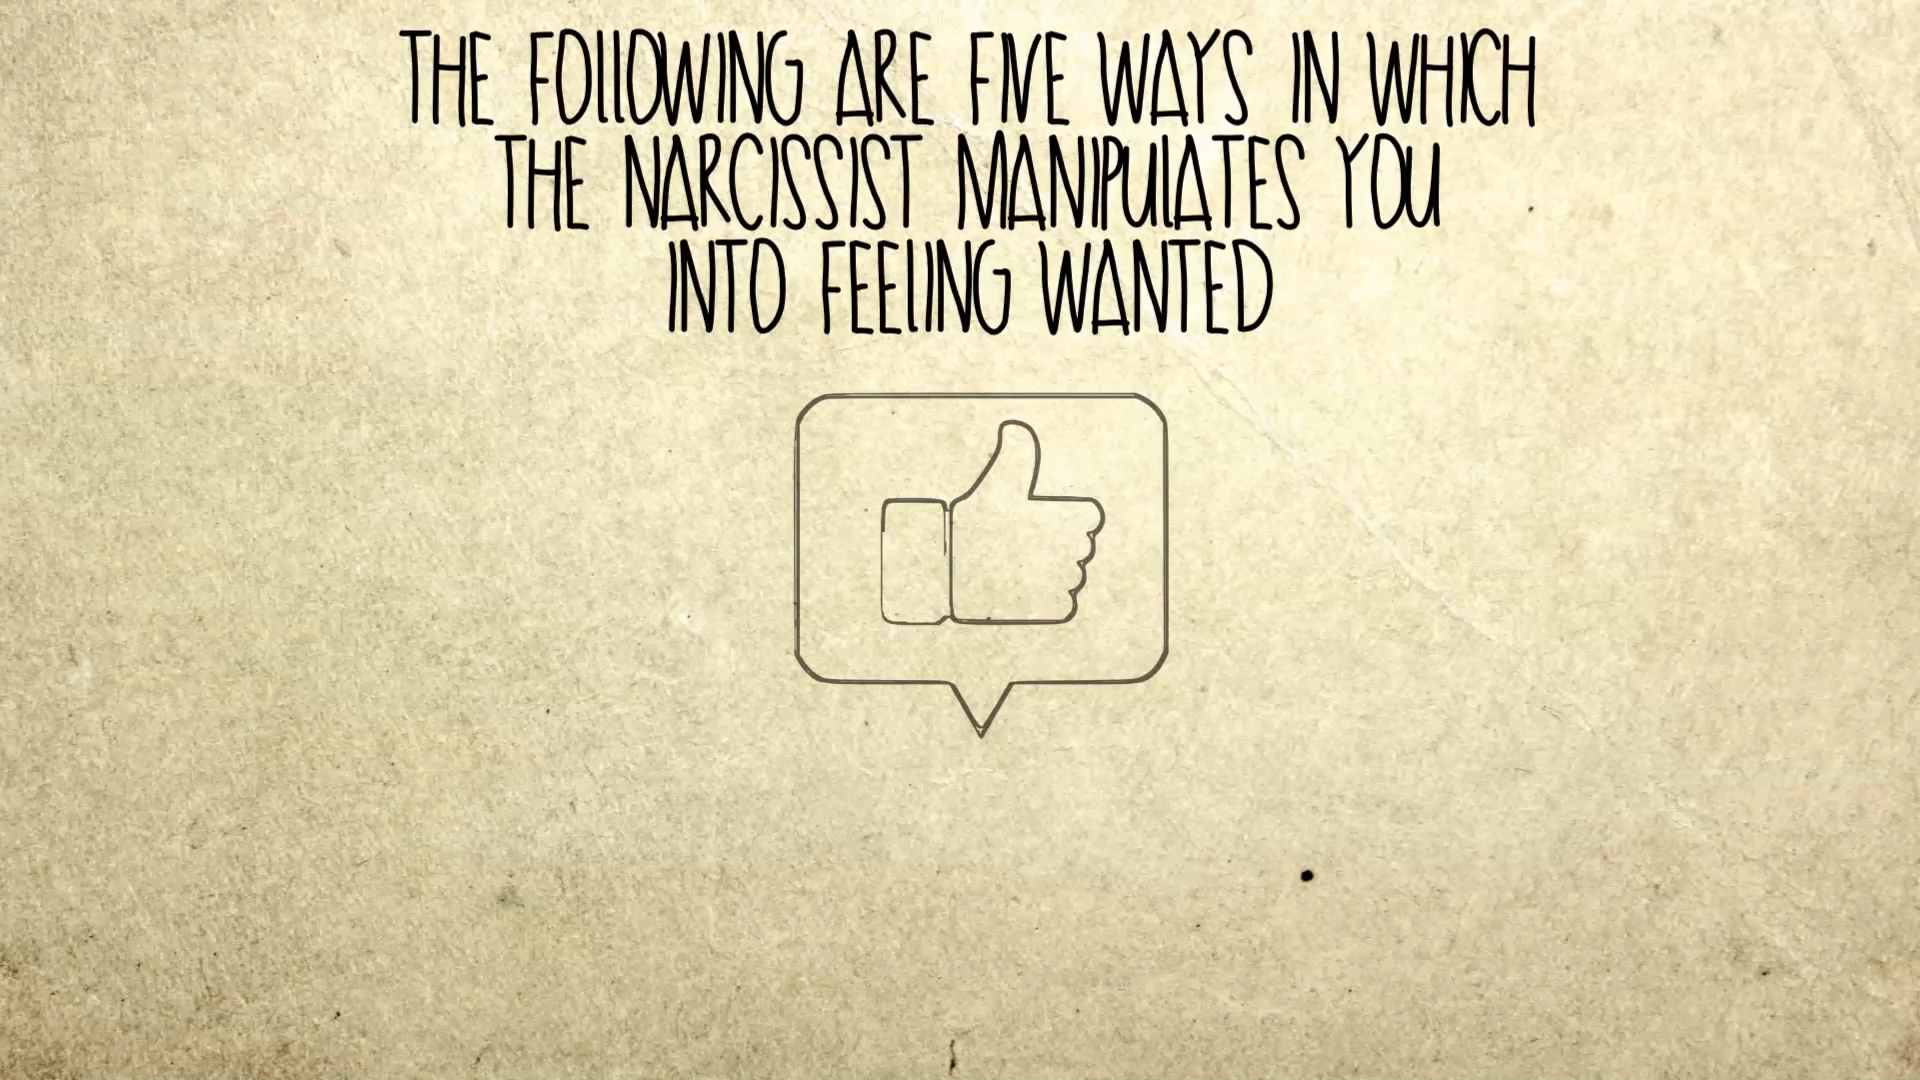 THE FOLLOWING ARE FIVE WAYS IN WHICH
THE NARCISSIST MANIPULATES YOU
INTO FEELING WANTED